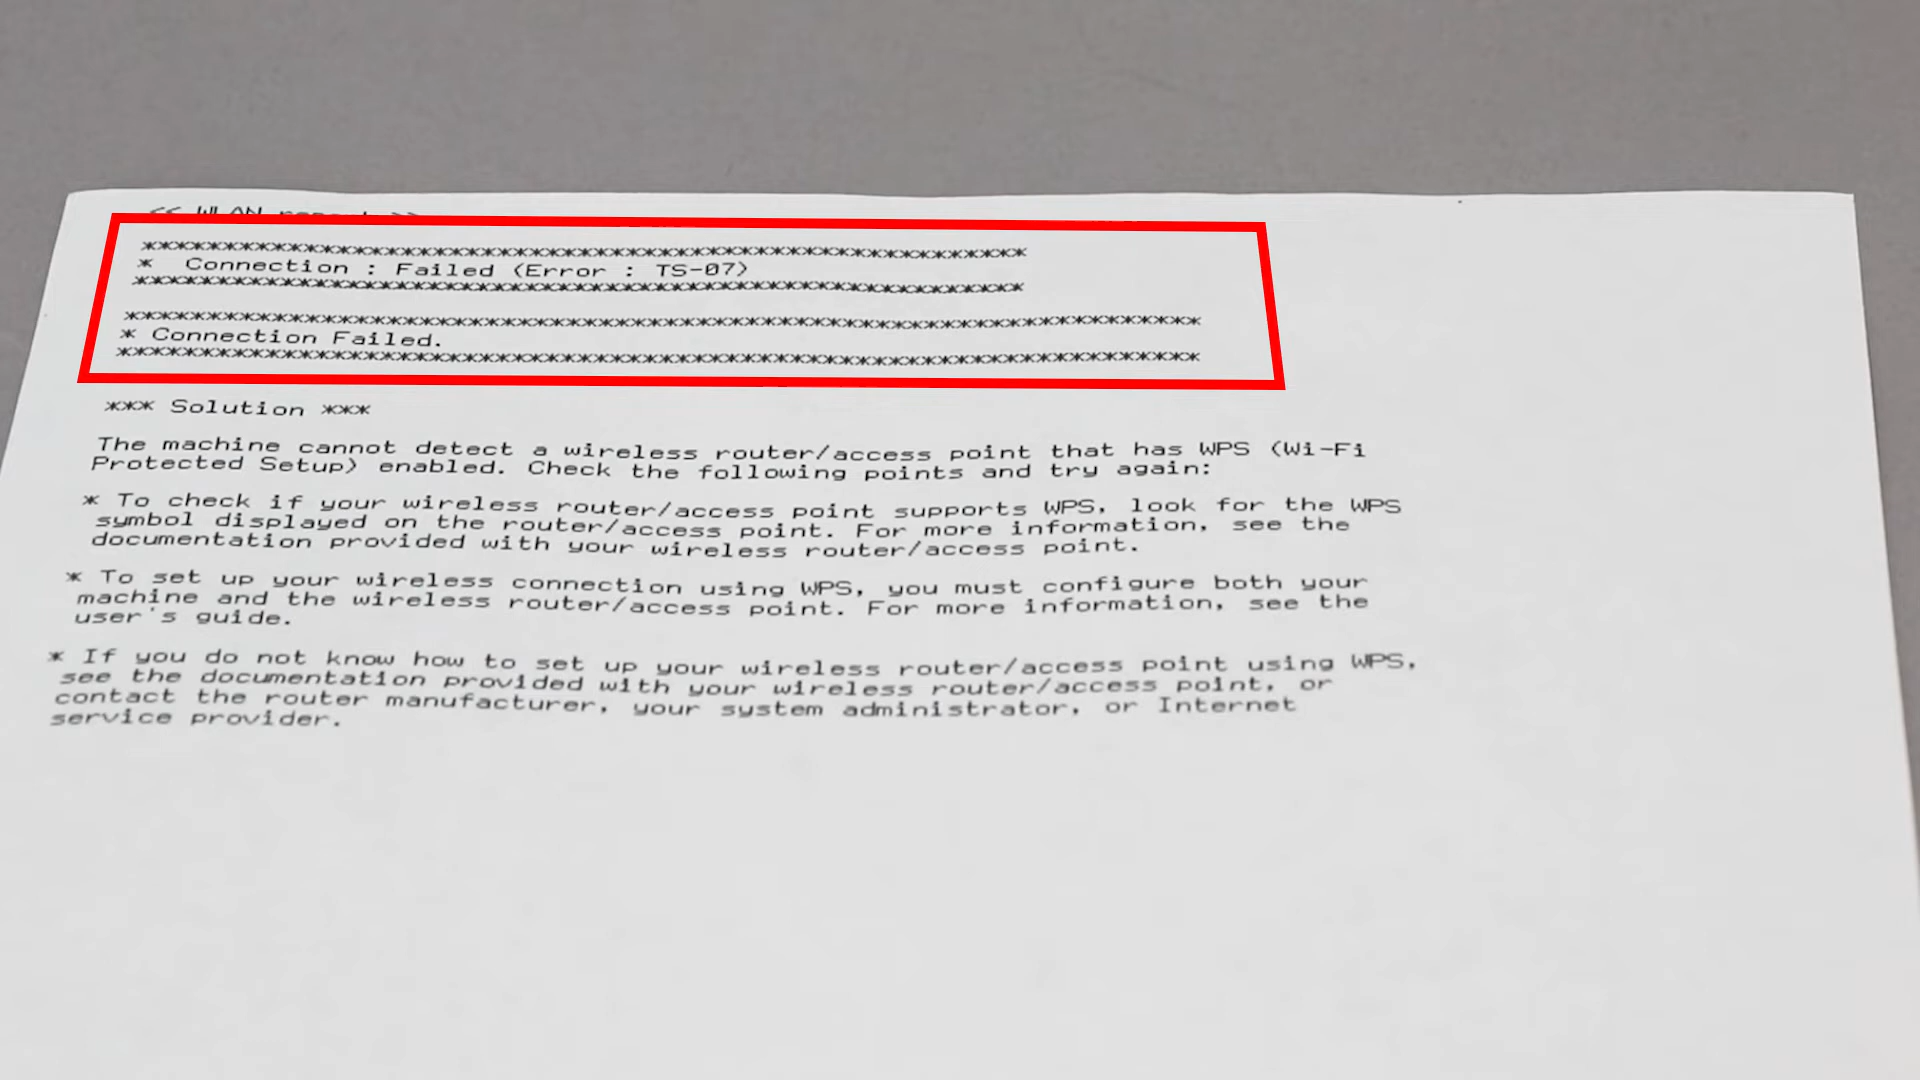 << WLAN report >>
******************************************************
*  Connection : Failed (Error : TS-07)
******************************************************
******************************************************************
* Connection Failed.
******************************************************************
*** Solution ***
The machine cannot detect a wireless router/access point that has WPS (Wi-Fi
Protected Setup) enabled. Check the following points and try again:
* To check if your wireless router/access point supports WPS, look for the WPS
symbol displayed on the router/access point. For more information, see the
documentation provided with your wireless router/access point.
* To set up your wireless connection using WPS, you must configure both your
machine and the wireless router/access point. For more information, see the
user's guide.
* If you do not know how to set up your wireless router/access point using WPS,
see the documentation provided with your wireless router/access point, or
contact the router manufacturer, your system administrator, or Internet
service provider.